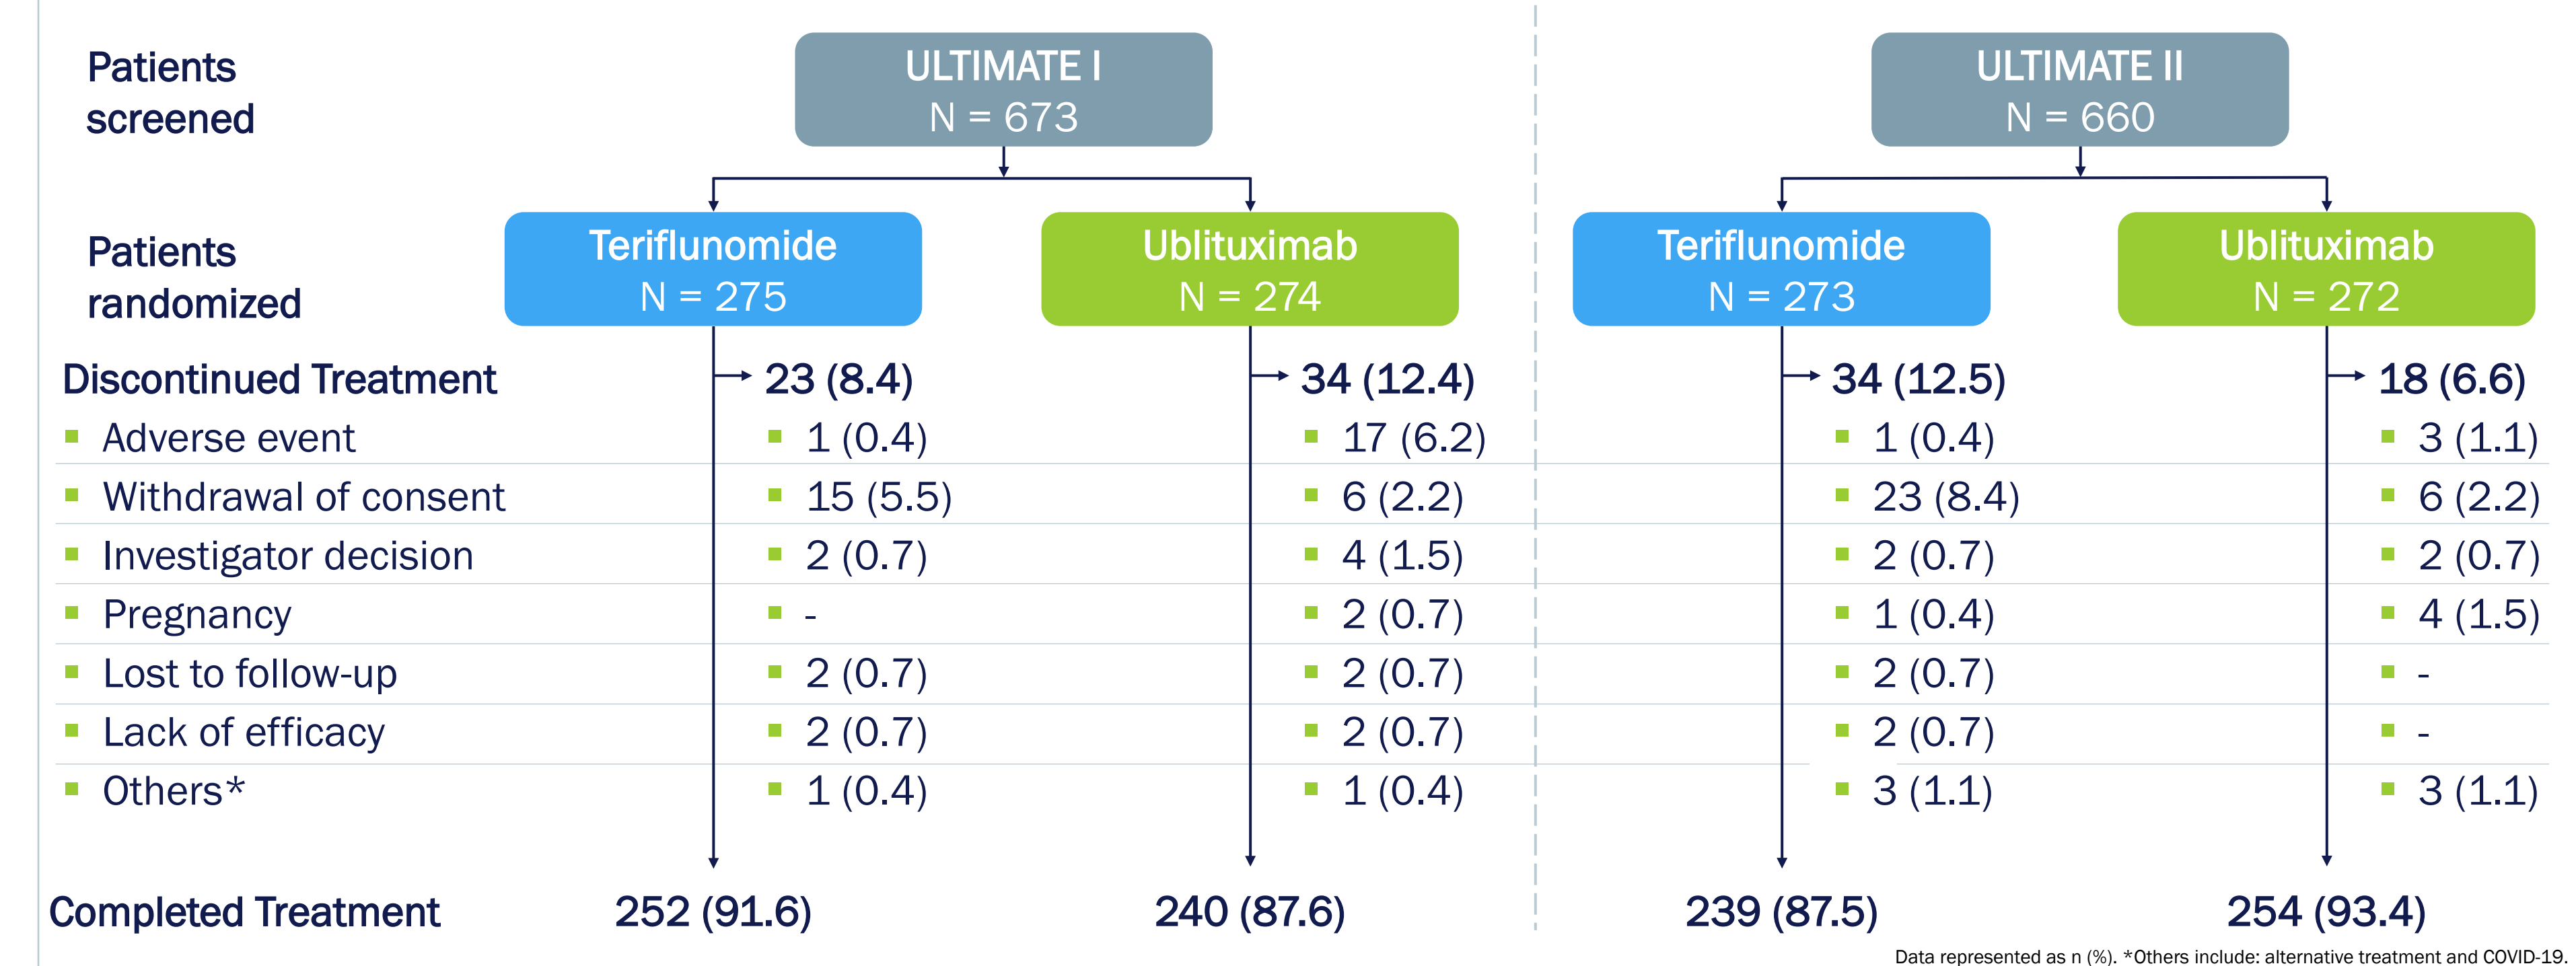 Patients
screened
ULTIMATE I
N = 673
ULTIMATE II
N = 660
Patients
randomized
Teriflunomide
N = 275
Ublituximab
N = 274
Teriflunomide
N = 273
Ublituximab
N = 272
Discontinued Treatment 23 (8.4) 34 (12.4) 34 (12.5) 18 (6.6)
Adverse event 1 (0.4) 17 (6.2) 1 (0.4) 3 (1.1)
Withdrawal of consent 15 (5.5) 6 (2.2) 23 (8.4) 6 (2.2)
Investigator decision 2 (0.7) 4 (1.5) 2 (0.7) 2 (0.7)
Pregnancy - 2 (0.7) 1 (0.4) 4 (1.5)
Lost to follow-up 2 (0.7) 2 (0.7) 2 (0.7) -
Lack of efficacy 2 (0.7) 2 (0.7) 2 (0.7) -
Others* 1 (0.4) 1 (0.4) 3 (1.1) 3 (1.1)
Completed Treatment 252 (91.6) 240 (87.6) 239 (87.5) 254 (93.4)
Data represented as n (%). *Others include: alternative treatment and COVID-19.